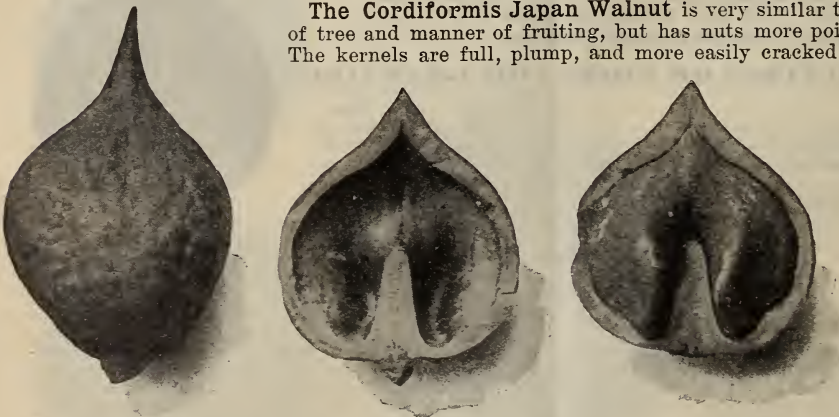 The Cordiformis Japan Walnut is very similar t
of tree and manner of fruiting, but has nuts more poi
The kernels are full, plump, and more easily cracked